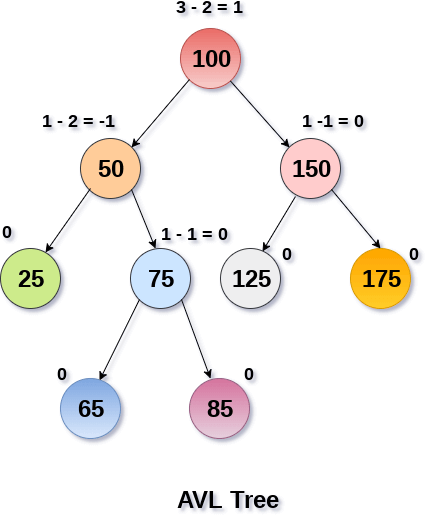 3 - 2 = 1
100
1 - 2 = -1
1 -1 = 0
50
150
0
1 - 1 = 0
0
0
25
75
125
175
0
0
65
85
AVL Tree